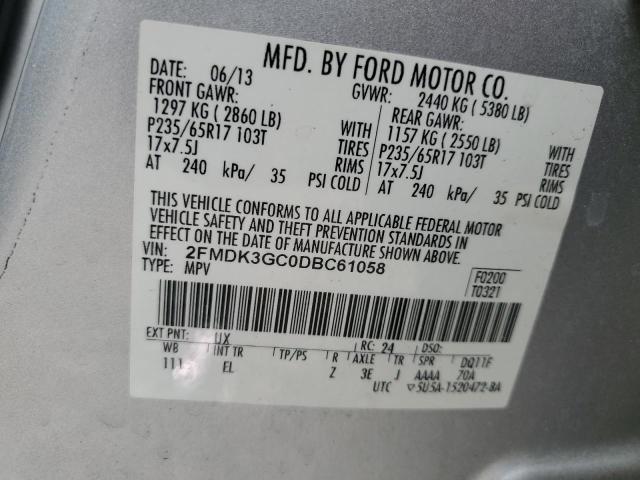 MFD. BY FORD MOTOR CO.
DATE: 06/13 GVWR: 2440 KG ( 5380 LB)
FRONT GAWR: REAR GAWR:
1297 KG ( 2860 LB) WITH 1157 KG ( 2550 LB) WITH
P235/65R17 103T TIRES P235/65R17 103T TIRES
17x7.5J RIMS 17x7.5J RIMS
AT 240 kPa/ 35 PSI COLD AT 240 kPa/ 35 PSI COLD
THIS VEHICLE CONFORMS TO ALL APPLICABLE FEDERAL MOTOR
VEHICLE SAFETY AND THEFT PREVENTION STANDARDS IN
EFFECT ON THE DATE OF MANUFACTURE SHOWN ABOVE.
VIN: 2FMDK3GC0DBC61058
TYPE: MPV F0200
T0321
EXT PNT: UX RC: 24 DSO:
WB INT TR TP/PS R AXLE TR SPR DQ11F
111 EL Z 3E J AAAA 70A
UTC ▽5U5A-1520472-BA